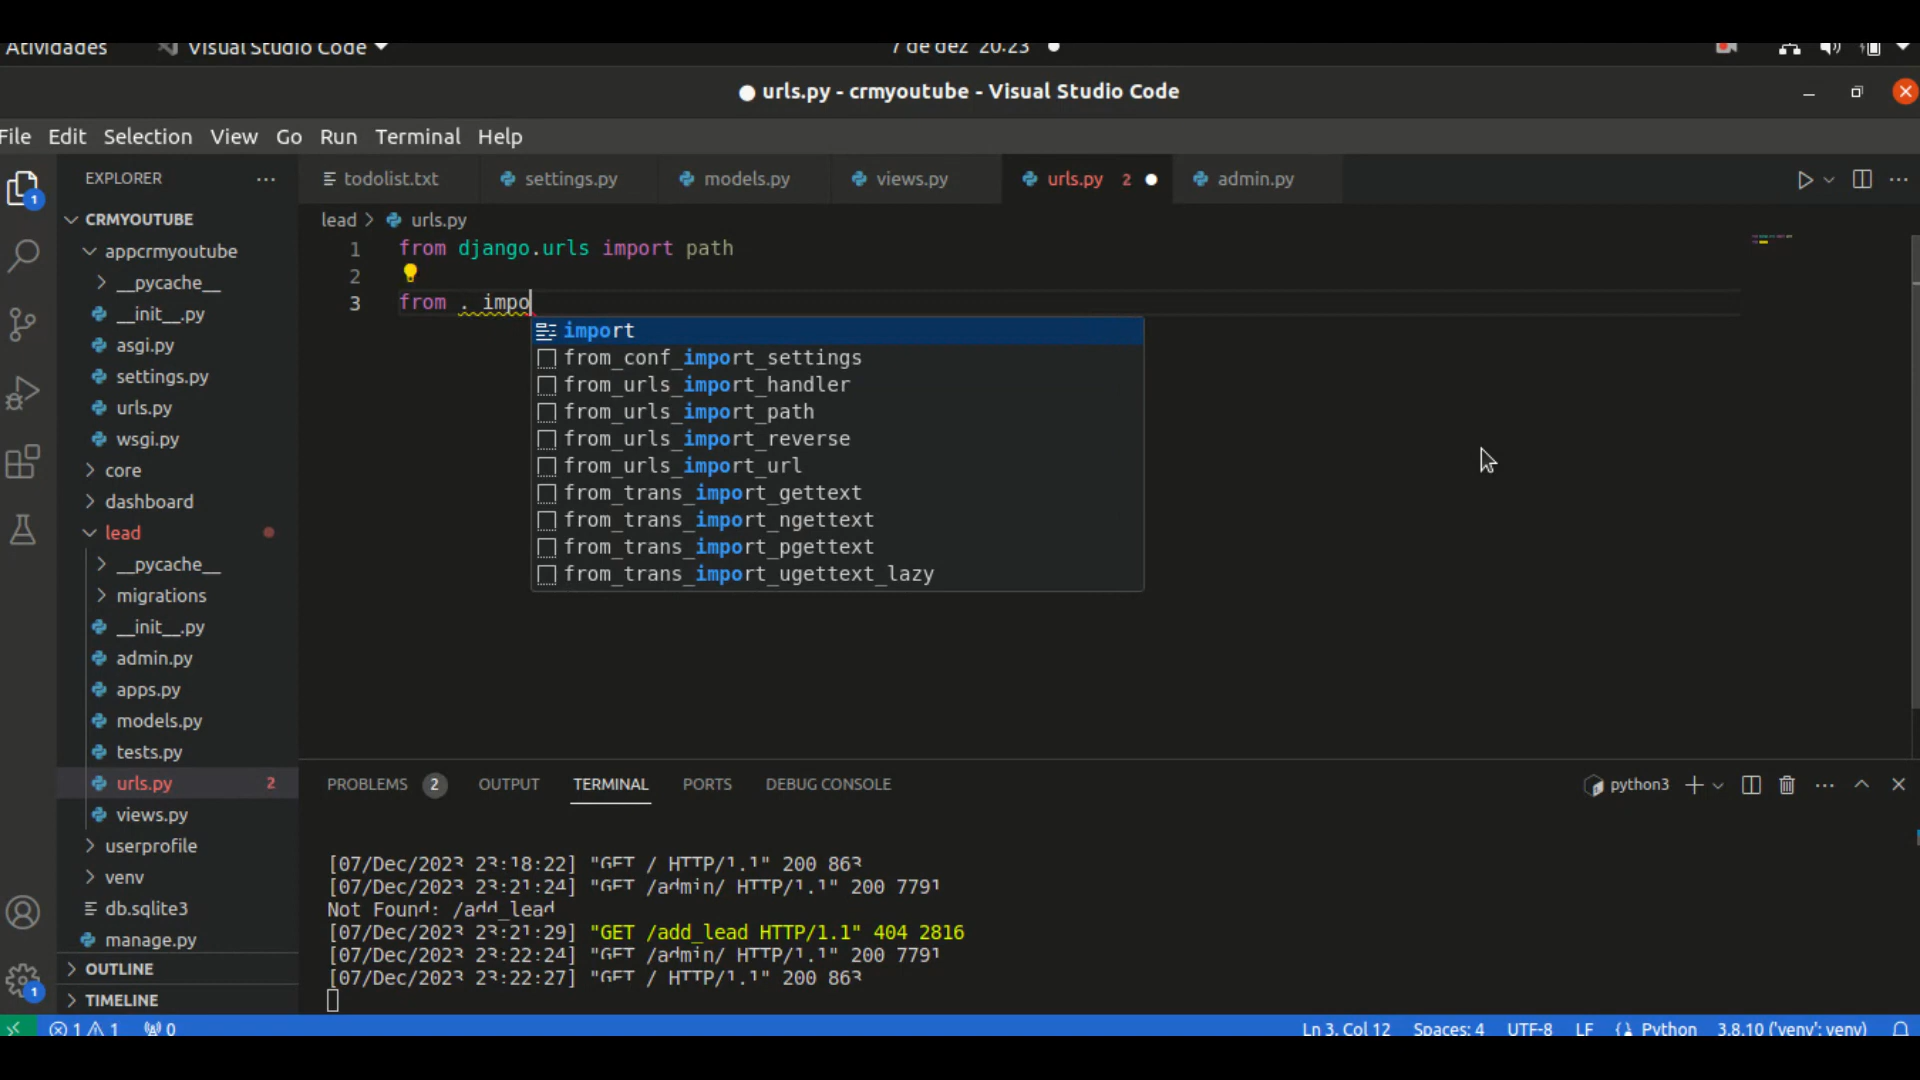 Atividades Visual Studio Code 7 de dez 20:23
urls.py - crmyoutube - Visual Studio Code
File Edit Selection View Go Run Terminal Help
EXPLORER
todolist.txt settings.py models.py views.py urls.py 2 admin.py
1
CRMYOUTUBE
lead > urls.py
appcrmyoutube
__pycache__
__init__.py
asgi.py
settings.py
urls.py
wsgi.py
core
dashboard
lead
__pycache__
migrations
__init__.py
admin.py
apps.py
models.py
tests.py
urls.py 2
views.py
userprofile
venv
db.sqlite3
manage.py
OUTLINE
TIMELINE
1
1 from django.urls import path
2
3 from . impo
import
from_conf_import_settings
from_urls_import_handler
from_urls_import_path
from_urls_import_reverse
from_urls_import_url
from_trans_import_gettext
from_trans_import_ngettext
from_trans_import_pgettext
from_trans_import_ugettext_lazy
PROBLEMS 2 OUTPUT TERMINAL PORTS DEBUG CONSOLE
python3
[07/Dec/2023 23:18:22] "GET / HTTP/1.1" 200 863
[07/Dec/2023 23:21:24] "GET /admin/ HTTP/1.1" 200 7791
Not Found: /add_lead
[07/Dec/2023 23:21:29] "GET /add_lead HTTP/1.1" 404 2816
[07/Dec/2023 23:22:24] "GET /admin/ HTTP/1.1" 200 7791
[07/Dec/2023 23:22:27] "GET / HTTP/1.1" 200 863
1 1 0 Ln 3, Col 12 Spaces: 4 UTF-8 LF Python 3.8.10 ('venv': venv)